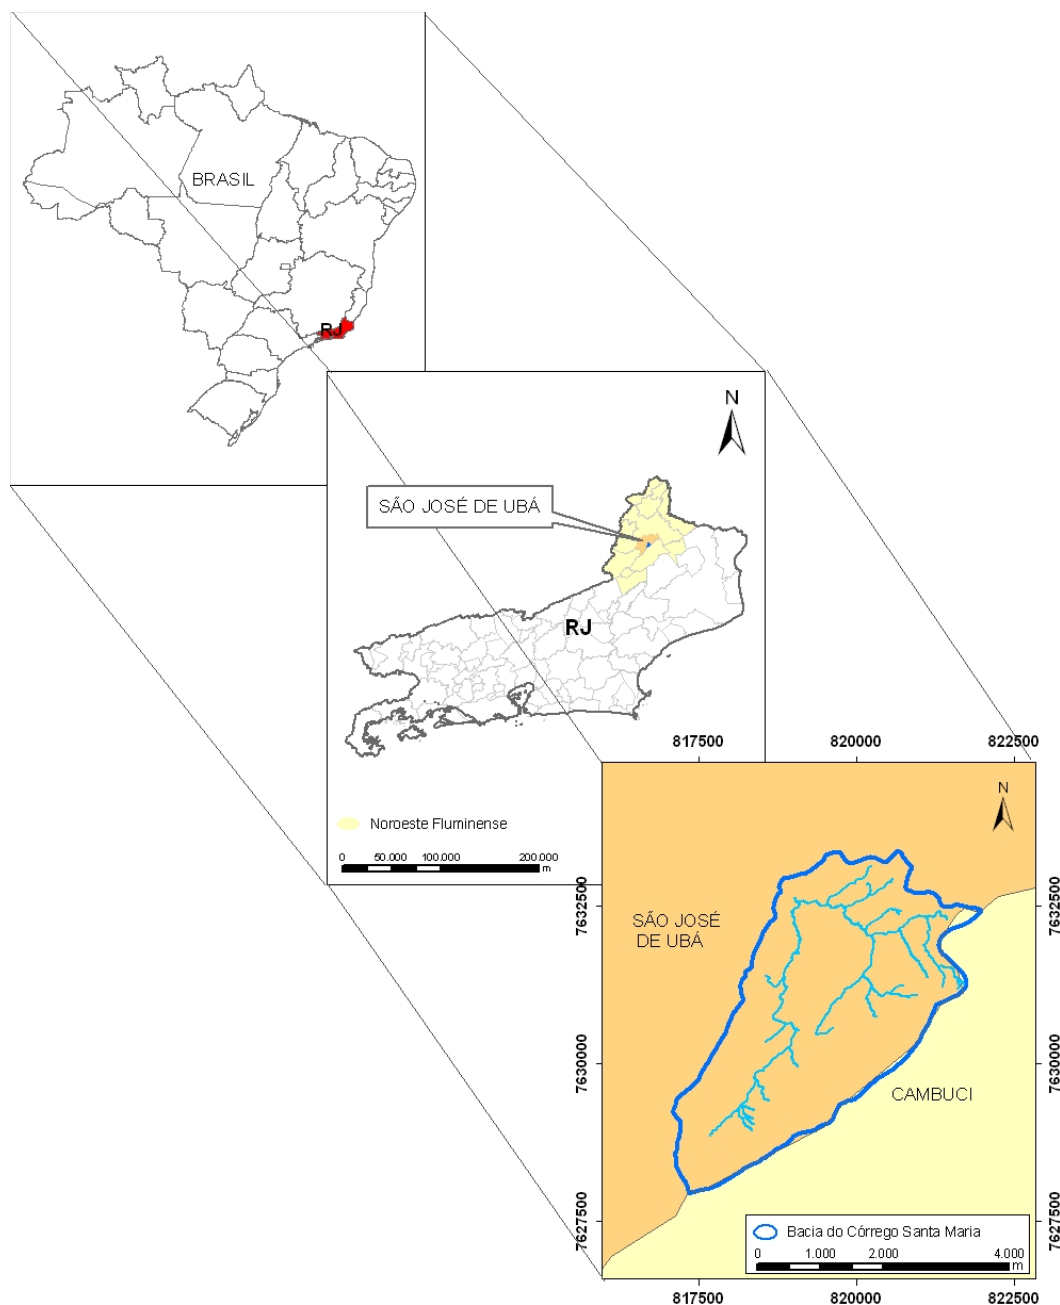 BRASIL
RJ
N
SÃO JOSÉ DE UBÁ
RJ
Noroeste Fluminense
0 50.000 100.000 200.000
m
817500 820000 822500
N
7632500 7632500
SÃO JOSÉ
DE UBÁ
7630000 7630000
CAMBUCI
7627500 7627500
Bacia do Córrego Santa Maria
0 1.000 2.000 4.000
m
817500 820000 822500